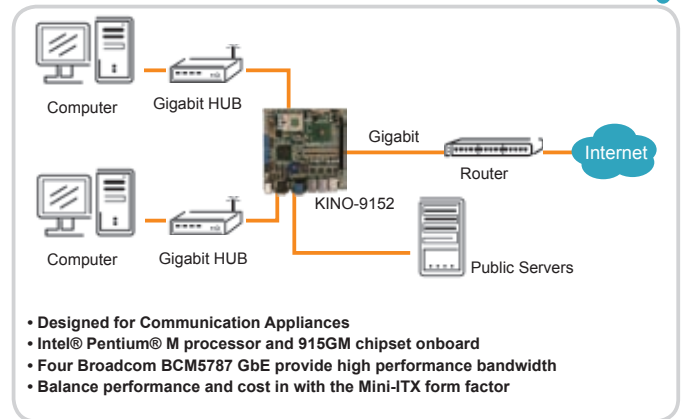 Computer
Gigabit HUB
Gigabit
Internet
Router
KINO-9152
Computer
Gigabit HUB
Public Servers
• Designed for Communication Appliances
• Intel® Pentium® M processor and 915GM chipset onboard
• Four Broadcom BCM5787 GbE provide high performance bandwidth
• Balance performance and cost in with the Mini-ITX form factor